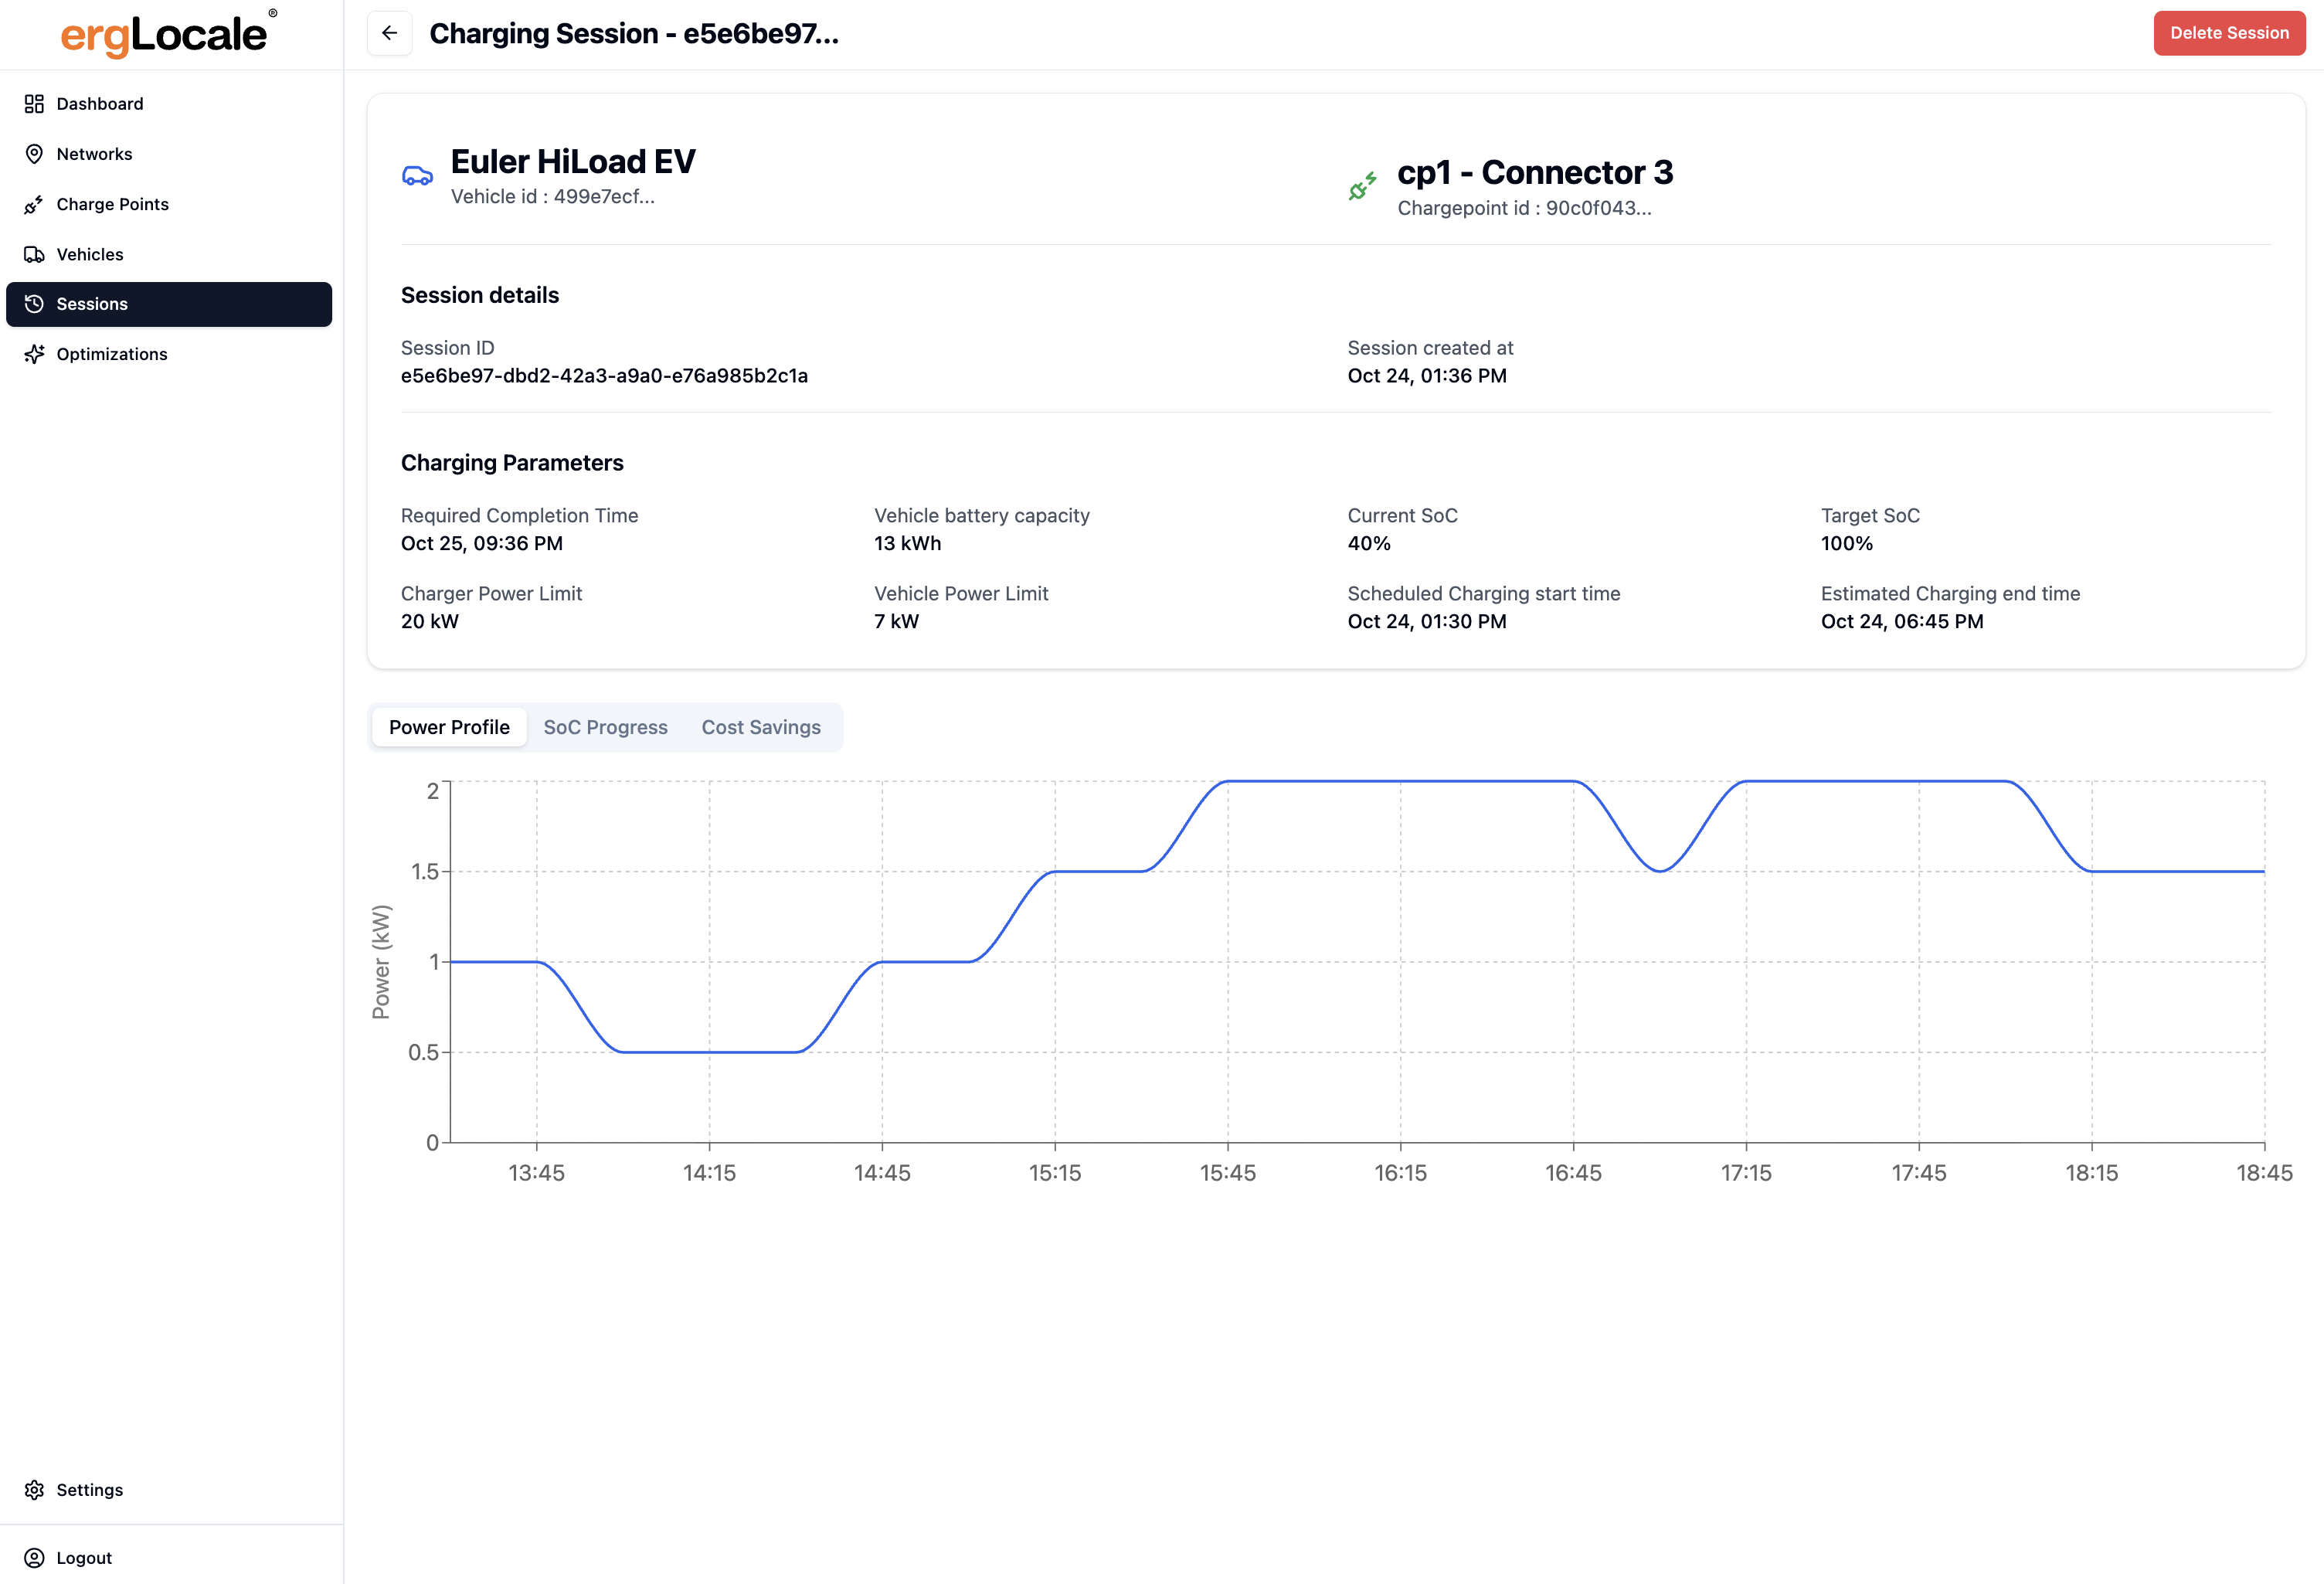 ergLocale®
Dashboard
Networks
Charge Points
Vehicles
Sessions
Optimizations
Settings
Logout
Charging Session - e5e6be97...
Delete Session
Euler HiLoad EV
Vehicle id : 499e7ecf...
cp1 - Connector 3
Chargepoint id : 90c0f043...
Session details
Session ID
e5e6be97-dbd2-42a3-a9a0-e76a985b2c1a
Session created at
Oct 24, 01:36 PM
Charging Parameters
Required Completion Time
Oct 25, 09:36 PM
Vehicle battery capacity
13 kWh
Current SoC
40%
Target SoC
100%
Charger Power Limit
20 kW
Vehicle Power Limit
7 kW
Scheduled Charging start time
Oct 24, 01:30 PM
Estimated Charging end time
Oct 24, 06:45 PM
Power Profile
SoC Progress
Cost Savings
Power (kW)
2
1.5
1
0.5
0
13:45 14:15 14:45 15:15 15:45 16:15 16:45 17:15 17:45 18:15 18:45